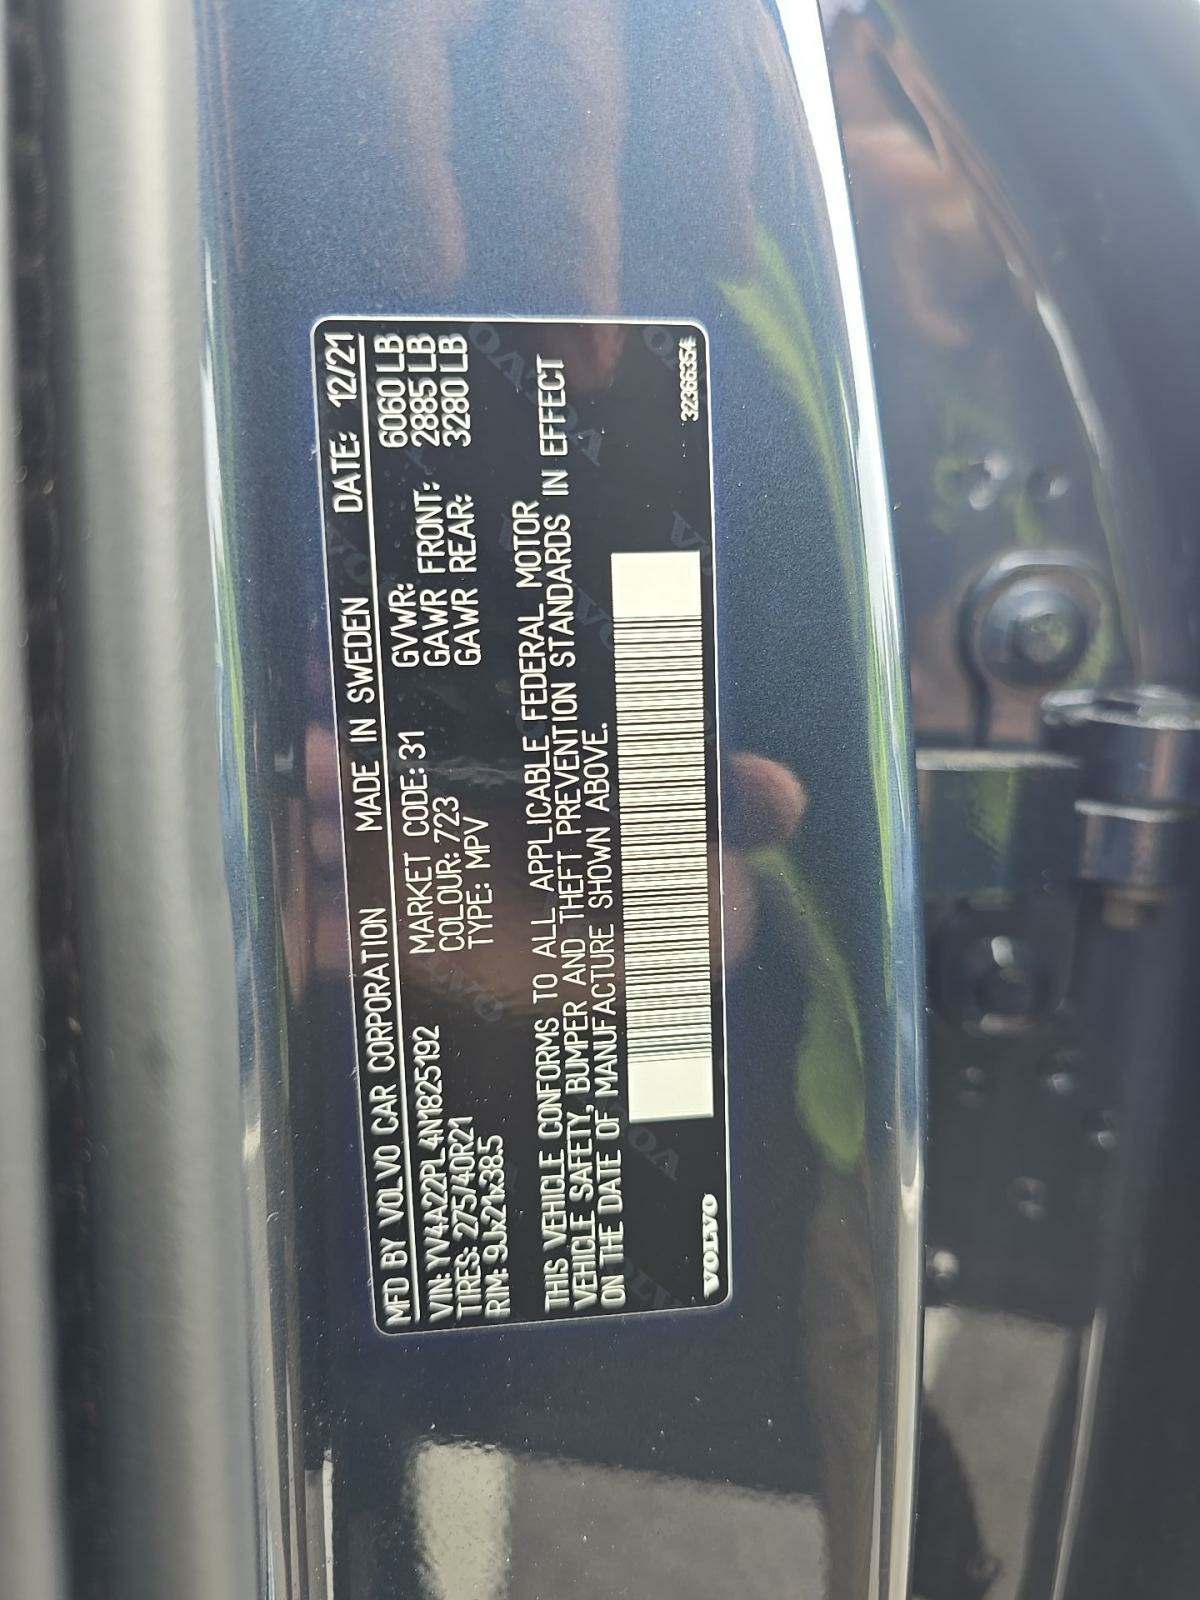 MFD BY VOLVO CAR CORPORATION MADE IN SWEDEN DATE: 12/21
VIN: YV4A22PL4N1825192 MARKET CODE: 31 GVWR: 6060 LB
TIRES: 275/40R21 COLOUR: 723 GAWR FRONT: 2885 LB
RIM: 9Jx21x38.5 TYPE: MPV GAWR REAR: 3280 LB
THIS VEHICLE CONFORMS TO ALL APPLICABLE FEDERAL MOTOR
VEHICLE SAFETY, BUMPER AND THEFT PREVENTION STANDARDS IN EFFECT
ON THE DATE OF MANUFACTURE SHOWN ABOVE.
VOLVO 32366354